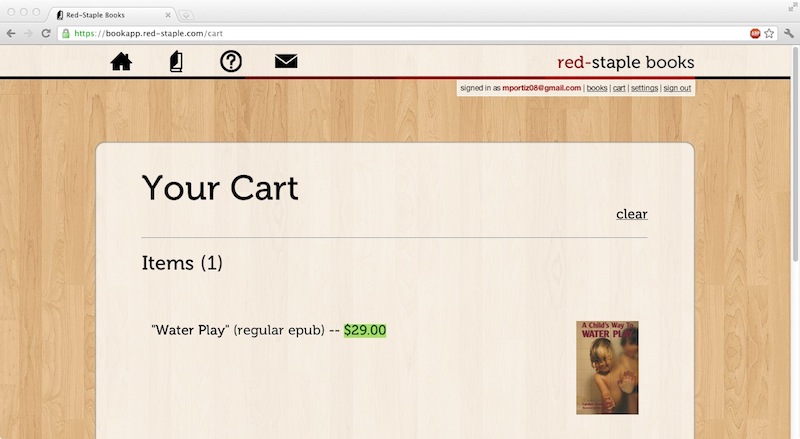 Red-Staple Books
https://bookapp.red-staple.com/cart
ABP
red-staple books
signed in as mportiz08@gmail.com | books | cart | settings | sign out
Your Cart
clear
Items (1)
"Water Play" (regular epub) -- $29.00
A Child's Way To
WATER PLAY